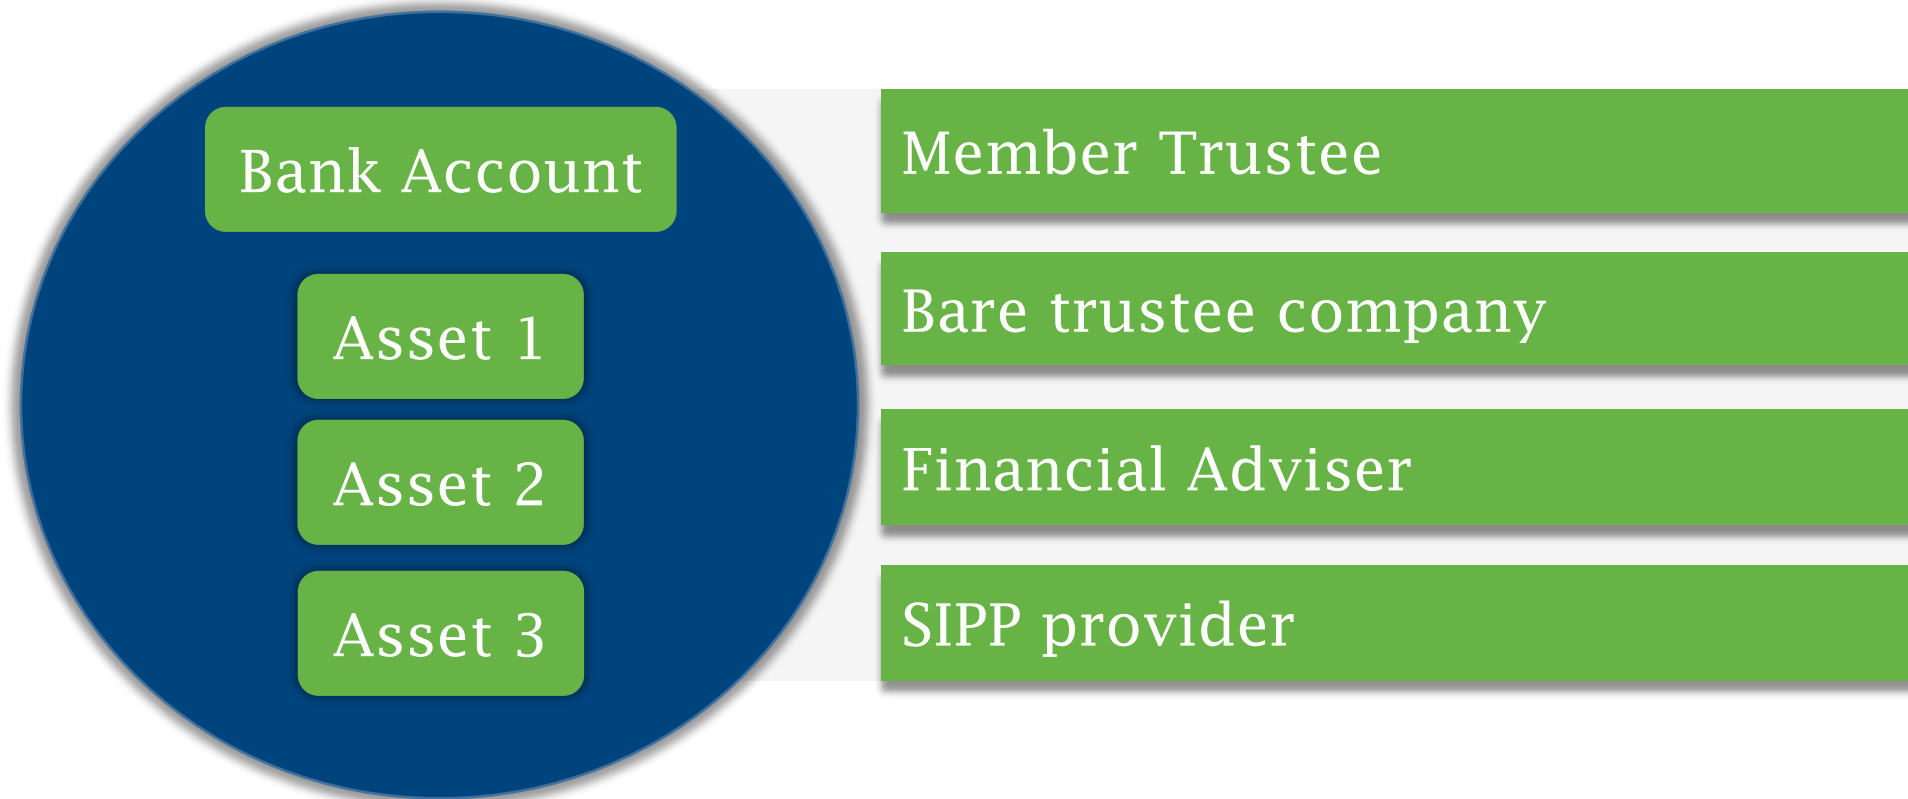 Bank Account
Asset 1
Asset 2
Asset 3
Member Trustee
Bare trustee company
Financial Adviser
SIPP provider